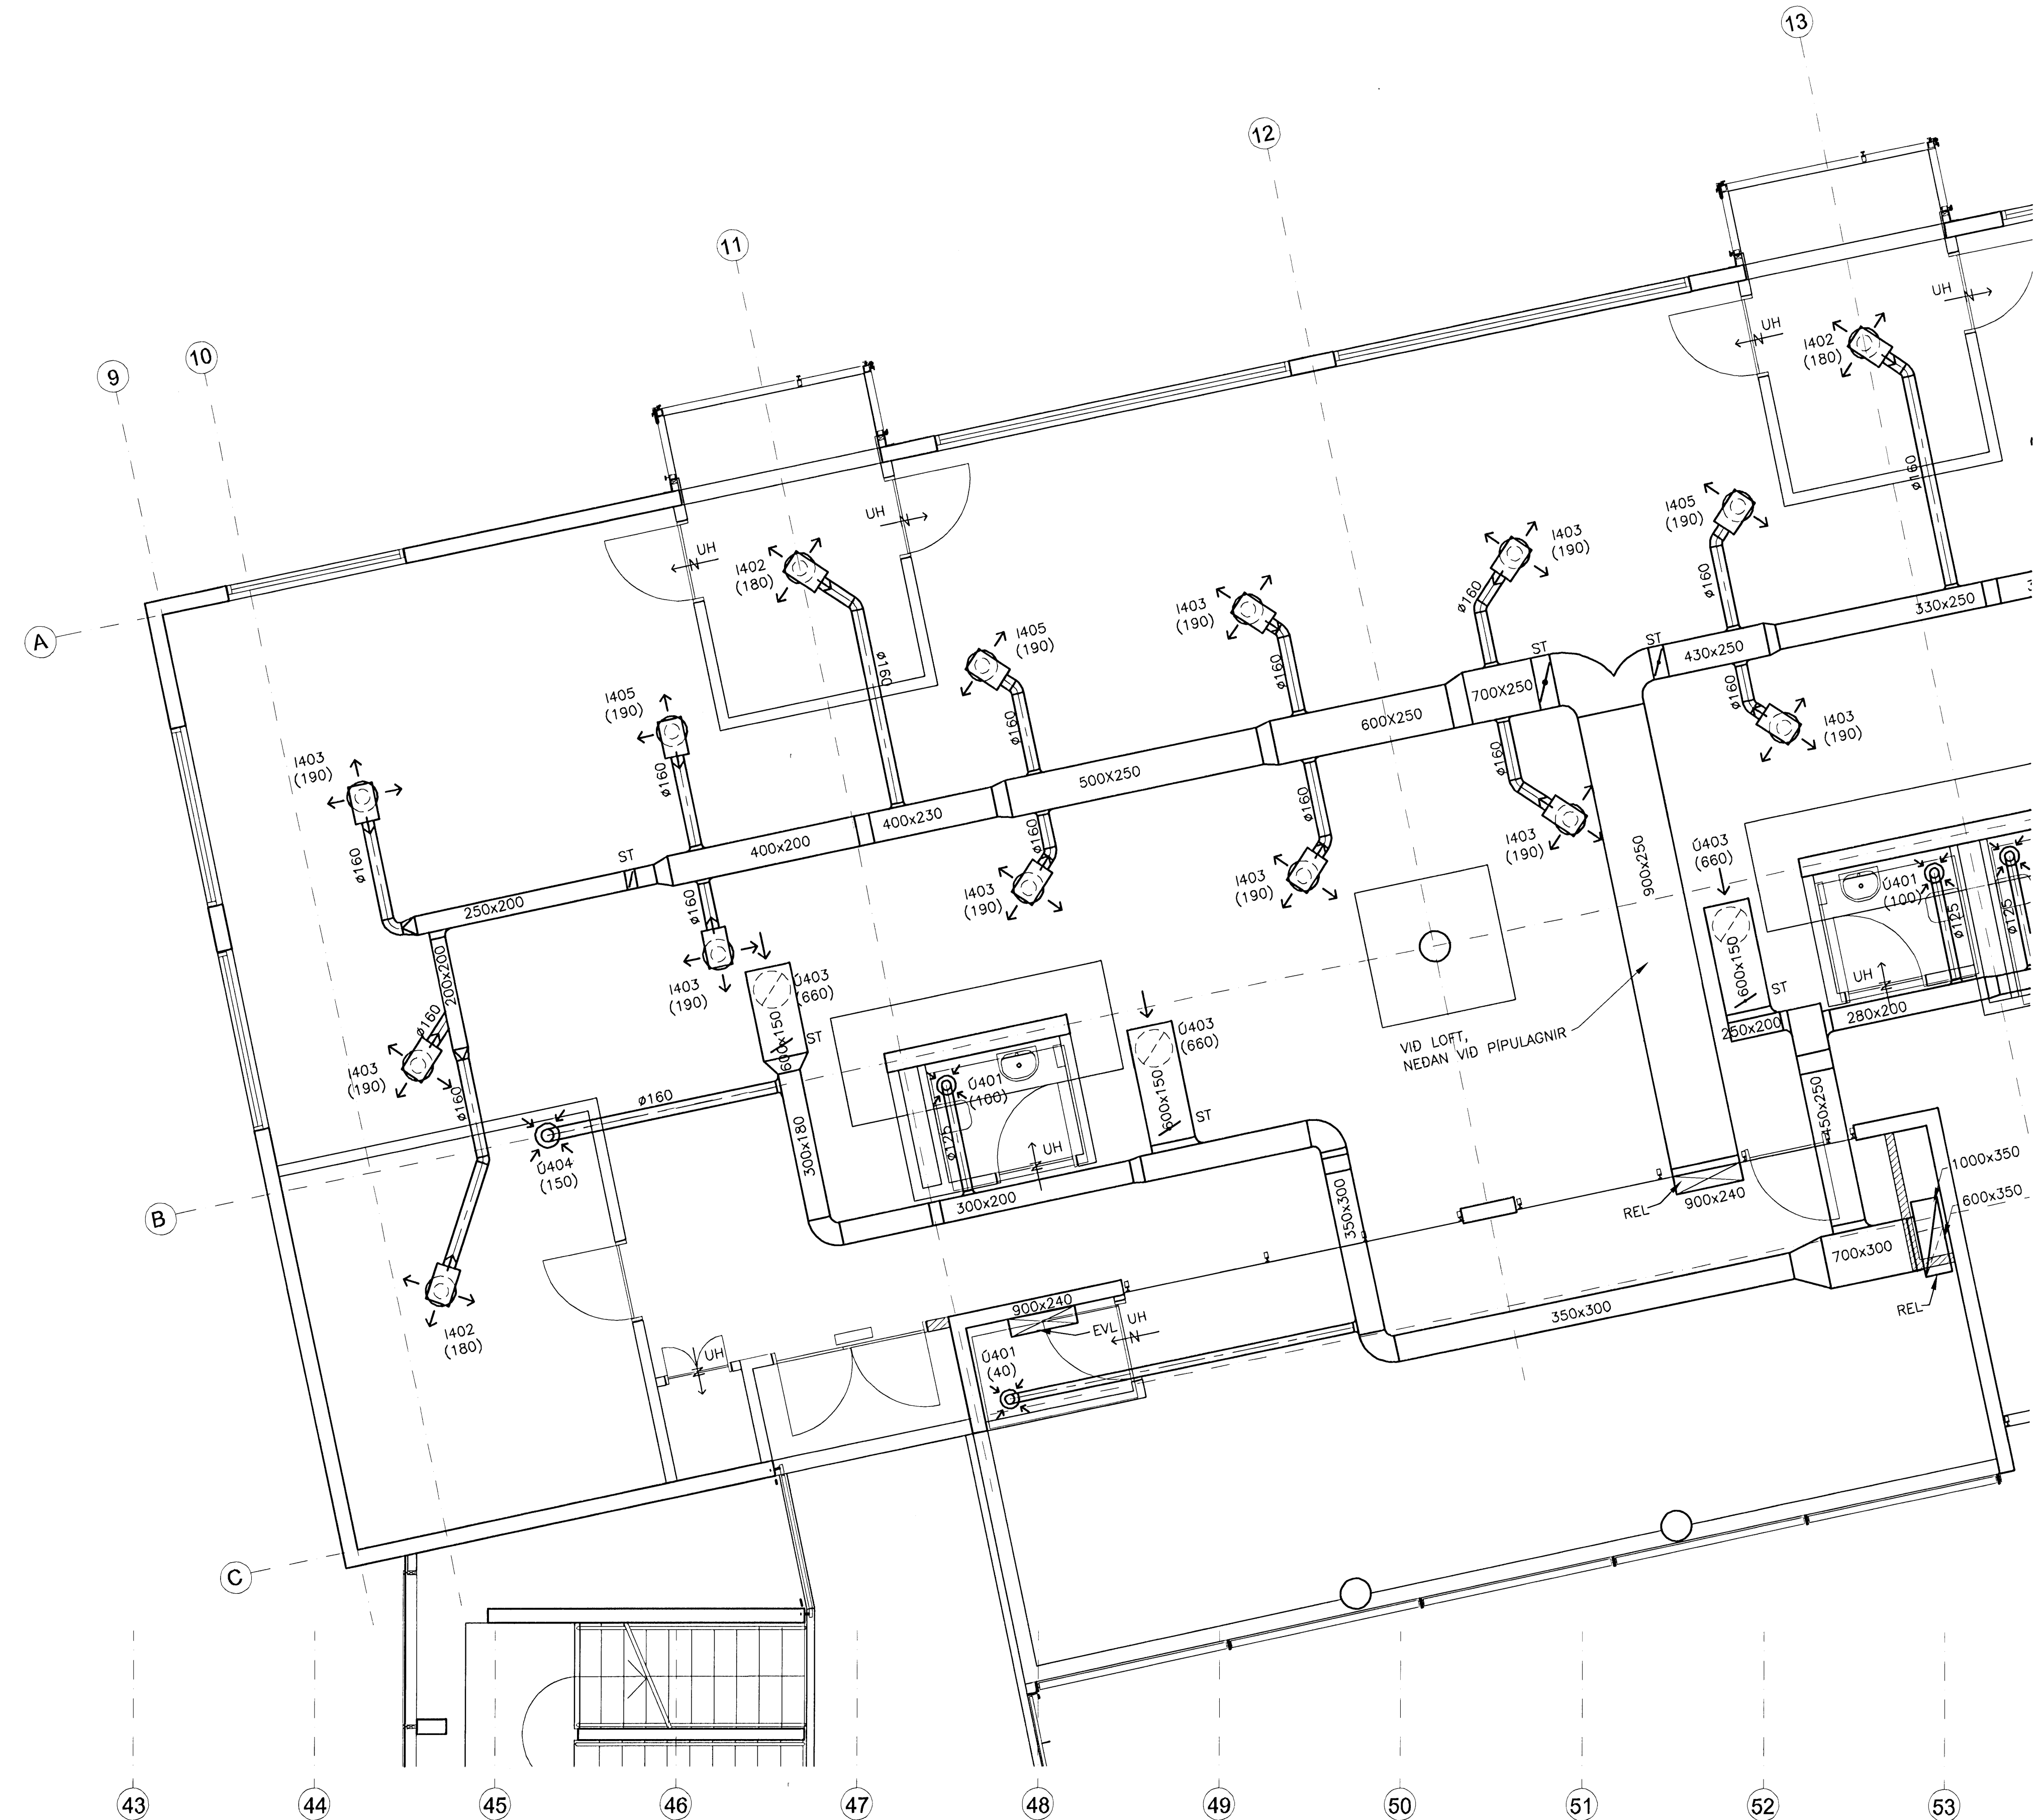 13
12
11
10
9
A
B
C
UH
UH
I402
(180)
ø160
I405
(190)
ø160
I403
(190)
ø160
UH
UH
I402
(180)
ø160
I403
(190)
ø160
I405
(190)
ø160
I405
(190)
ø160
I403
(190)
ø160
250x200
ST
400x200
400x230
500X250
600X250
700X250
ST
ST
430x250
330x250
ø160
I403
(190)
ø160
I403
(190)
ø160
I403
(190)
ø160
I403
(190)
ø160
I403
(190)
200x200
ø160
I403
(190)
ø160
I402
(180)
Ú404
(150)
ø160
Ú403
(660)
600x150
ST
300x180
Ú401
(100)
ø125
UH
300x200
Ú403
(660)
600x150
ST
350x300
VIÐ LOFT,
NEDAN VIÐ PÍPULAGNIR
900x250
Ú403
(660)
600x150
ST
250x200
280x200
Ú401
(100)
ø125
ø125
UH
450x250
REL
900x240
1000x350
600x350
700x300
REL
350x300
900x240
EVL
UH
Ú401
(40)
UH
43
44
45
46
47
48
49
50
51
52
53